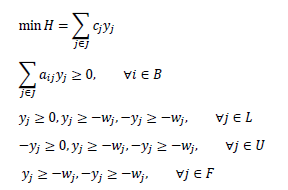 min H = ∑_{j∈J} c_j y_j
∑_{j∈J} a_{ij} y_j ≥ 0, ∀i ∈ B
y_j ≥ 0, y_j ≥ −w_j, −y_j ≥ −w_j, ∀j ∈ L
−y_j ≥ 0, y_j ≥ −w_j, −y_j ≥ −w_j, ∀j ∈ U
y_j ≥ −w_j, −y_j ≥ −w_j, ∀j ∈ F